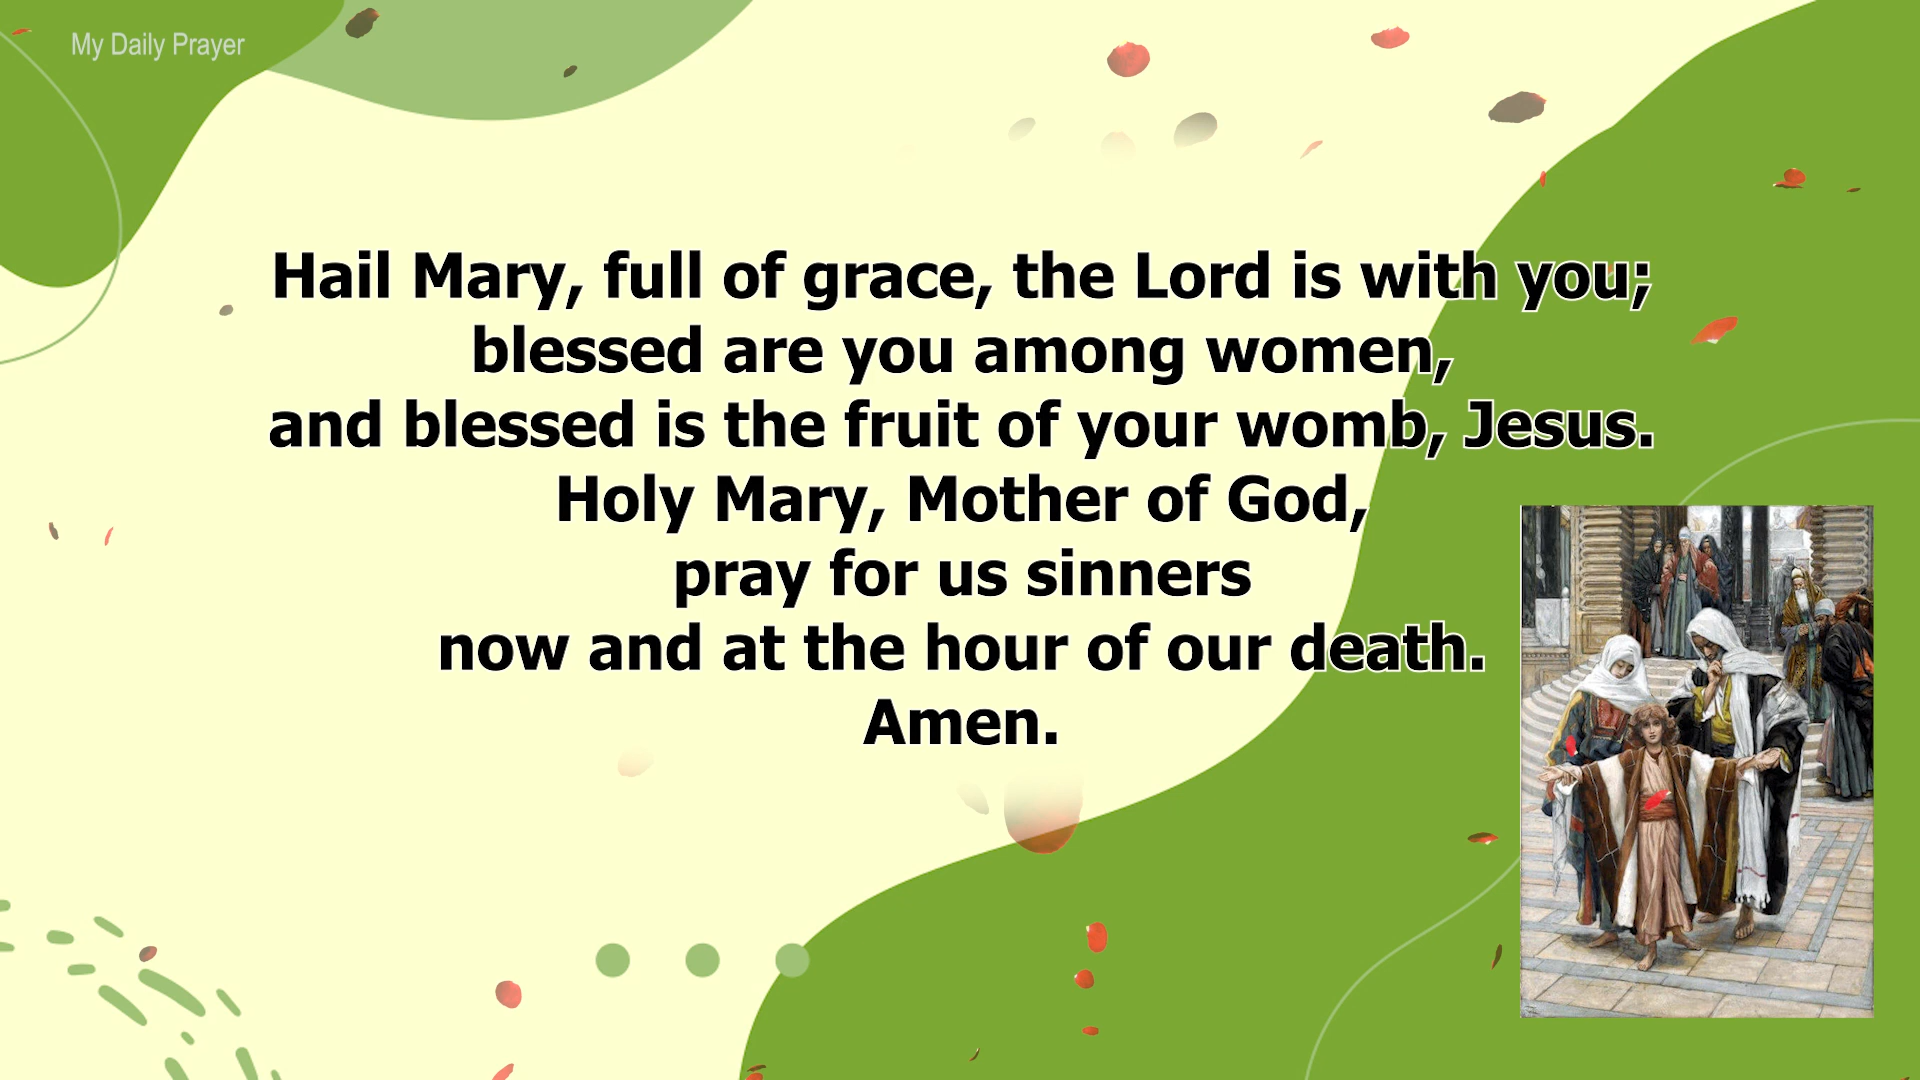 My Daily Prayer
Hail Mary, full of grace, the Lord is with you;
blessed are you among women,
and blessed is the fruit of your womb, Jesus.
Holy Mary, Mother of God,
pray for us sinners
now and at the hour of our death.
Amen.